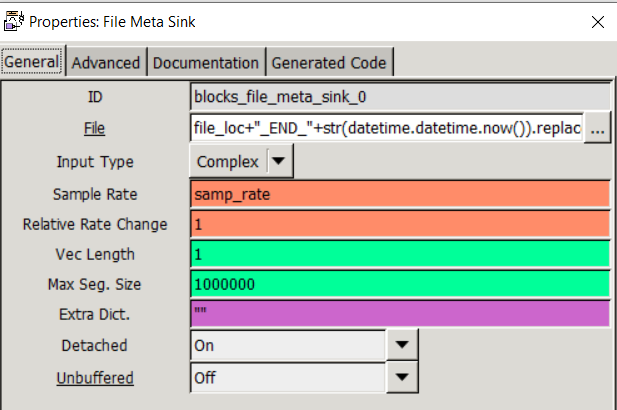 Properties: File Meta Sink
General Advanced Documentation Generated Code
ID blocks_file_meta_sink_0
File file_loc+"_END_"+str(datetime.datetime.now()).replac ...
Input Type Complex
Sample Rate samp_rate
Relative Rate Change 1
Vec Length 1
Max Seg. Size 1000000
Extra Dict. ""
Detached On
Unbuffered Off